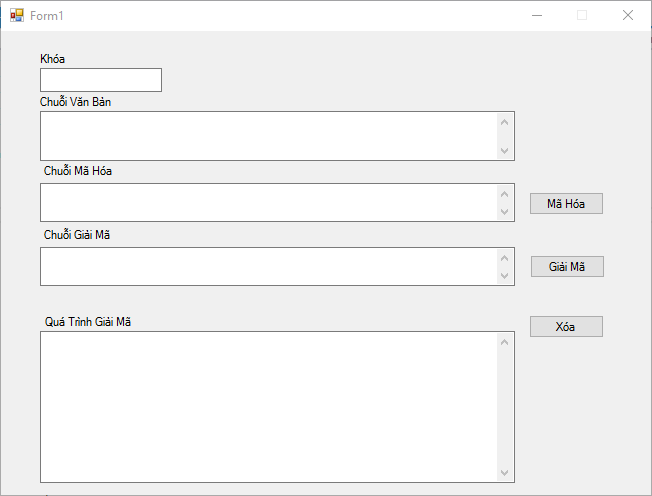 Form1
Khóa
Chuỗi Văn Bản
Chuỗi Mã Hóa
Mã Hóa
Chuỗi Giải Mã
Giải Mã
Quá Trình Giải Mã
Xóa